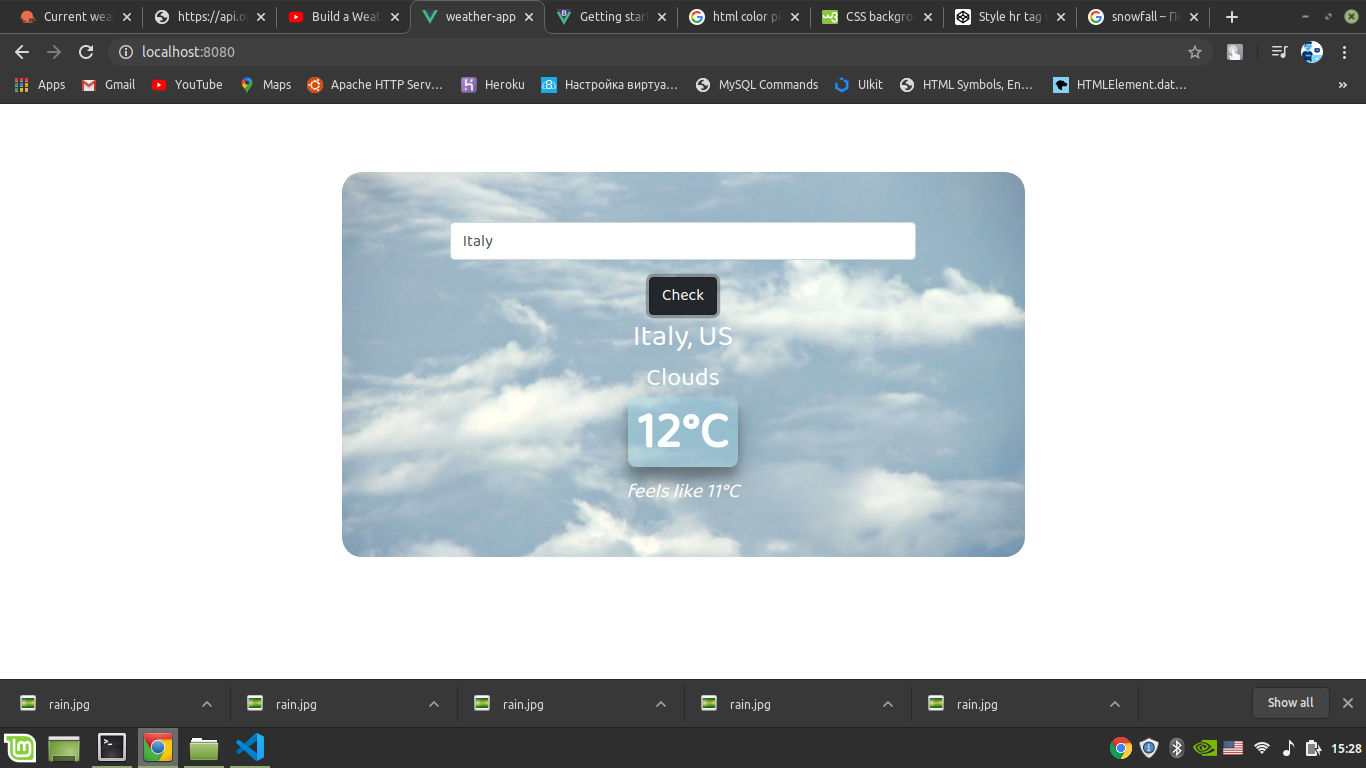 Current wea
https://api.o
Build a Weat
weather-app
Getting star
html color pi
CSS backgro
Style hr tag
snowfall – По
localhost:8080
Apps
Gmail
YouTube
Maps
Apache HTTP Serv…
Heroku
Настройка виртуа…
MySQL Commands
UIkit
HTML Symbols, En…
HTMLElement.dat…
Italy
Check
Italy, US
Clouds
12°C
feels like 11°C
rain.jpg
rain.jpg
rain.jpg
rain.jpg
rain.jpg
Show all
15:28